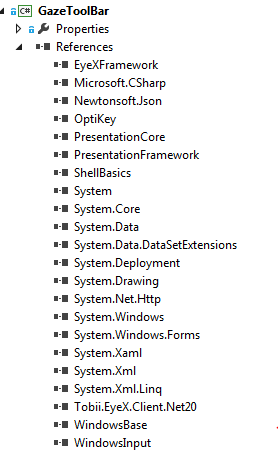 C# GazeToolBar
Properties
References
EyeXFramework
Microsoft.CSharp
Newtonsoft.Json
OptiKey
PresentationCore
PresentationFramework
ShellBasics
System
System.Core
System.Data
System.Data.DataSetExtensions
System.Deployment
System.Drawing
System.Net.Http
System.Windows
System.Windows.Forms
System.Xaml
System.Xml
System.Xml.Linq
Tobii.EyeX.Client.Net20
WindowsBase
WindowsInput